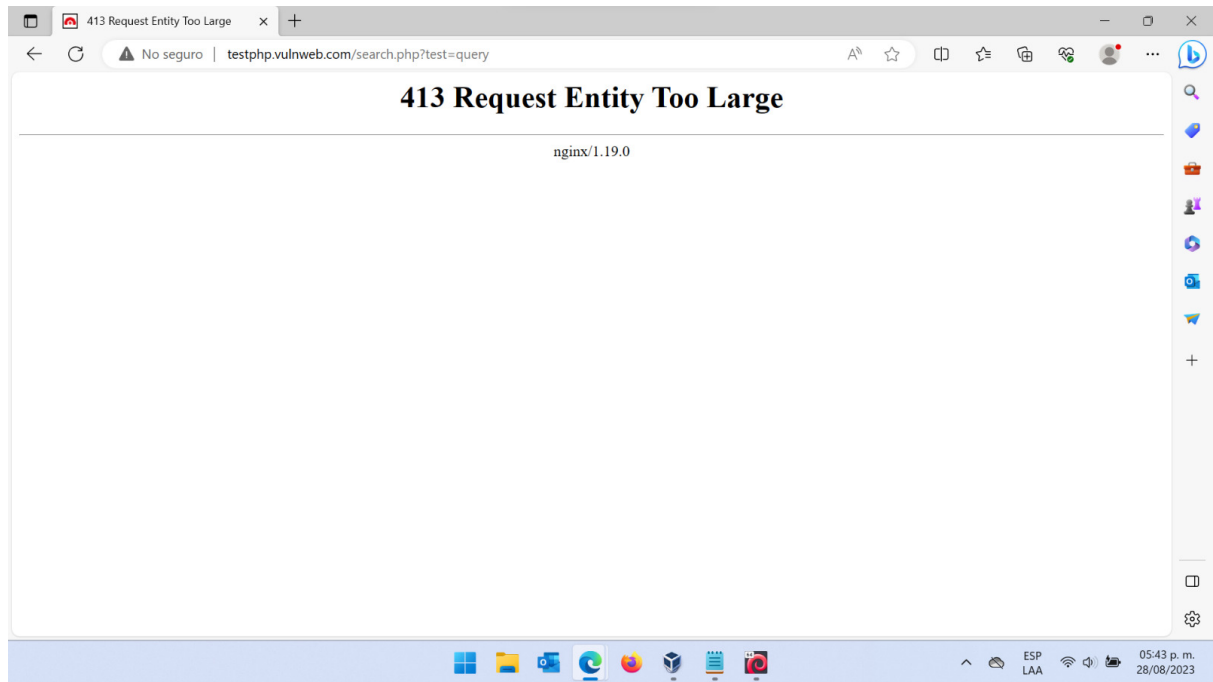 413 Request Entity Too Large
No seguro | testphp.vulnweb.com/search.php?test=query
413 Request Entity Too Large
nginx/1.19.0
ESP
LAA
05:43 p. m.
28/08/2023